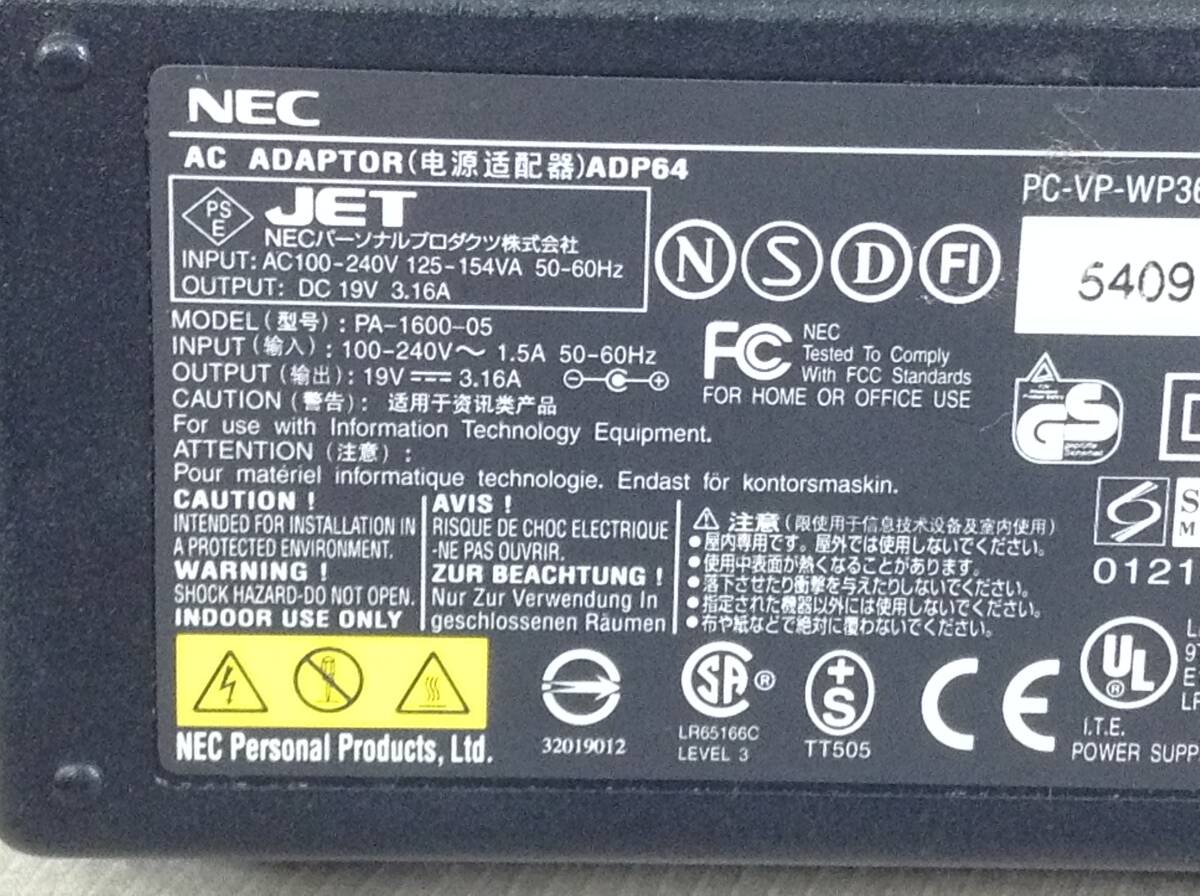 NEC
AC ADAPTOR(电源适配器)ADP64
PC-VP-WP36
PS
E
JET
NECパーソナルプロダクツ株式会社
INPUT: AC100-240V 125-154VA 50-60Hz
OUTPUT: DC 19V 3.16A
N S D FI
5409
MODEL (型号) : PA-1600-05
INPUT (输入) : 100-240V～ 1.5A 50-60Hz
OUTPUT (输出): 19V 3.16A
FC
NEC
Tested To Comply
With FCC Standards
FOR HOME OR OFFICE USE
CAUTION (警告) : 适用于资讯类产品
For use with Information Technology Equipment.
ATTENTION (注意) :
Pour matériel informatique technologie. Endast för kontorsmaskin.
GS
geprüfte
Sicherheit
CAUTION !
INTENDED FOR INSTALLATION IN
A PROTECTED ENVIRONMENT.
WARNING !
SHOCK HAZARD-DO NOT OPEN.
INDOOR USE ONLY
AVIS !
RISQUE DE CHOC ELECTRIQUE
-NE PAS OUVRIR.
ZUR BEACHTUNG !
Nur Zur Verwendung In
geschlossenen Räumen
注意 (限使用于信息技术设备及室内使用)
●屋内専用です。屋外では使用しないでください。
●使用中表面が熱くなることがあります。
●落下させたり衝撃を与えたりしないでください。
●指定された機器以外には使用しないでください。
●布や紙などで絶対に覆わないでください。
S
M
0121
NEC Personal Products, Ltd.
32019012
SA ®
LR65166C
LEVEL 3
+S
TT505
CE
UL ®
I.T.E.
POWER SUPP
L
9
E
LF